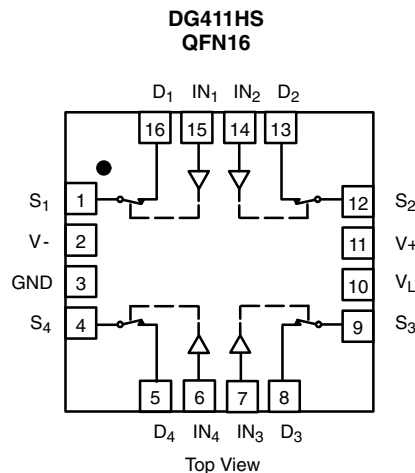 DG411HS
QFN16
D1 IN1 IN2 D2
16 15 14 13
S1 1 12 S2
V- 2 11 V+
GND 3 10 VL
S4 4 9 S3
5 6 7 8
D4 IN4 IN3 D3
Top View